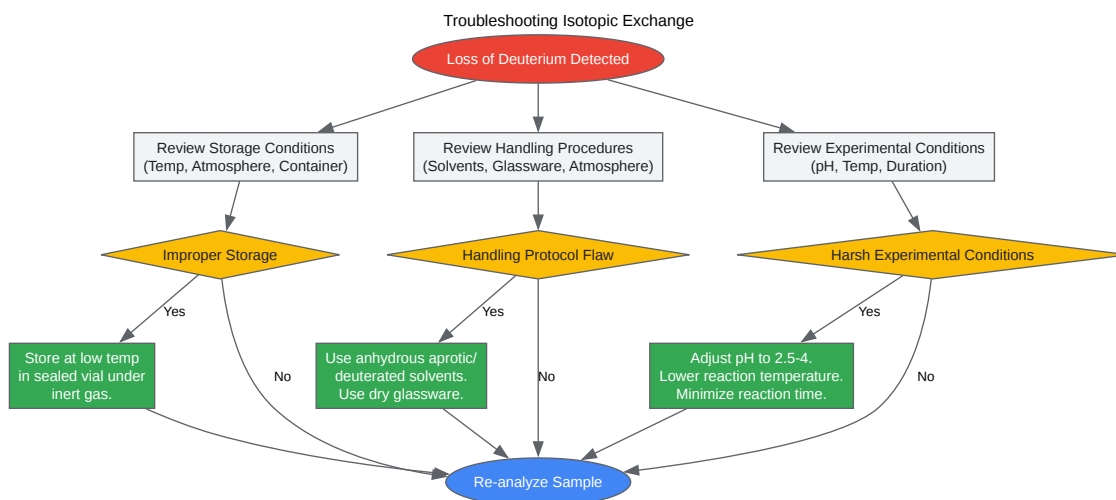 Troubleshooting Isotopic Exchange
Loss of Deuterium Detected
Review Storage Conditions
(Temp, Atmosphere, Container)
Review Handling Procedures
(Solvents, Glassware, Atmosphere)
Review Experimental Conditions
(pH, Temp, Duration)
Improper Storage
Handling Protocol Flaw
Harsh Experimental Conditions
Yes
Yes
Yes
Store at low temp
in sealed vial under
inert gas.
No
Use anhydrous aprotic/
deuterated solvents.
Use dry glassware.
No
Adjust pH to 2.5-4.
Lower reaction temperature.
Minimize reaction time.
No
Re-analyze Sample